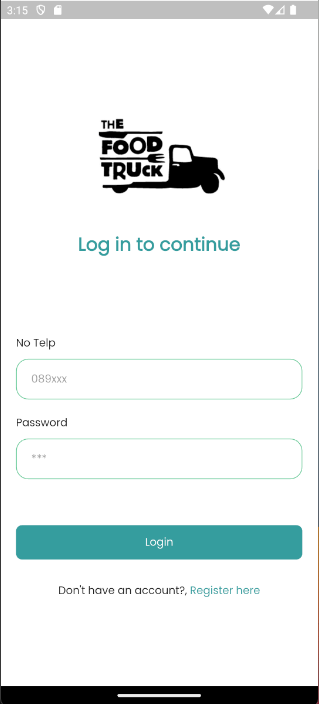 3:15
THE
FOOD
TRUCK
Log in to continue
No Telp
089xxx
Password
***
Login
Don't have an account?, Register here